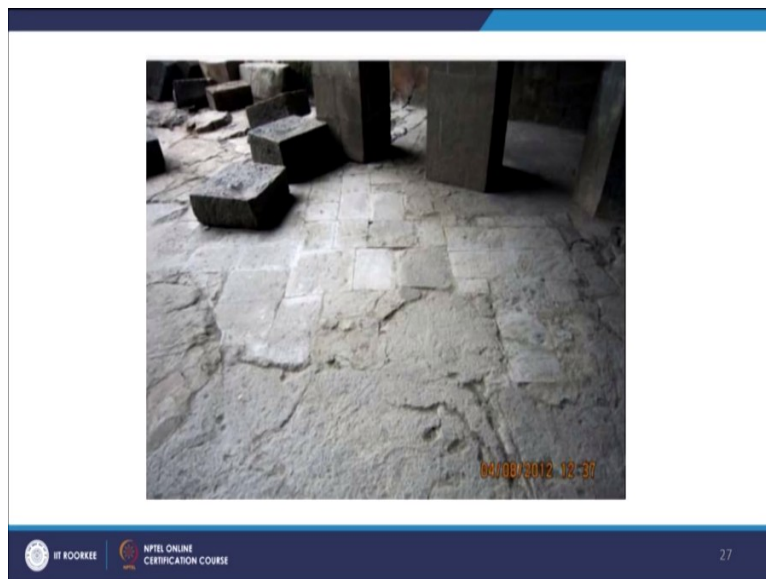 04/08/2012 12:37
IIT ROORKEE
NPTEL ONLINE
CERTIFICATION COURSE
27